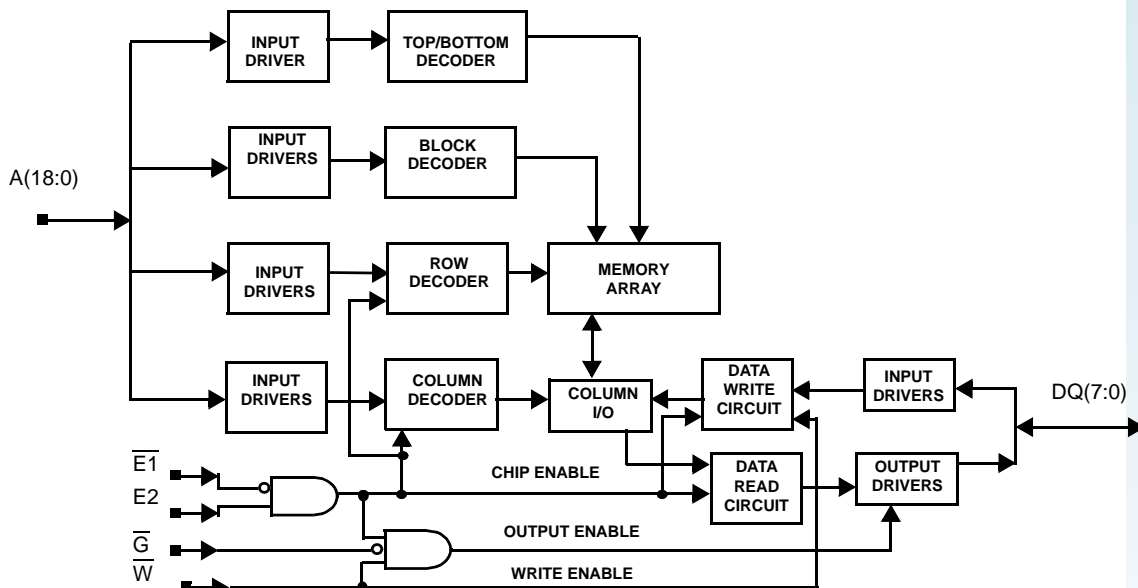 INPUT
DRIVER
TOP/BOTTOM
DECODER
INPUT
DRIVERS
BLOCK
DECODER
A(18:0)
INPUT
DRIVERS
ROW
DECODER
MEMORY
ARRAY
INPUT
DRIVERS
COLUMN
DECODER
COLUMN
I/O
DATA
WRITE
CIRCUIT
INPUT
DRIVERS
DQ(7:0)
E1
E2
CHIP ENABLE
DATA
READ
CIRCUIT
OUTPUT
DRIVERS
G
OUTPUT ENABLE
W
WRITE ENABLE